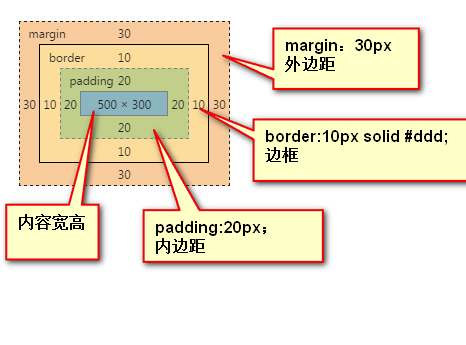 margin 30
border 10
padding 20
30 10 20 500 × 300 20 10 30
20
10
30
margin：30px
外边距
border:10px solid #ddd;
边框
内容宽高
padding:20px；
内边距